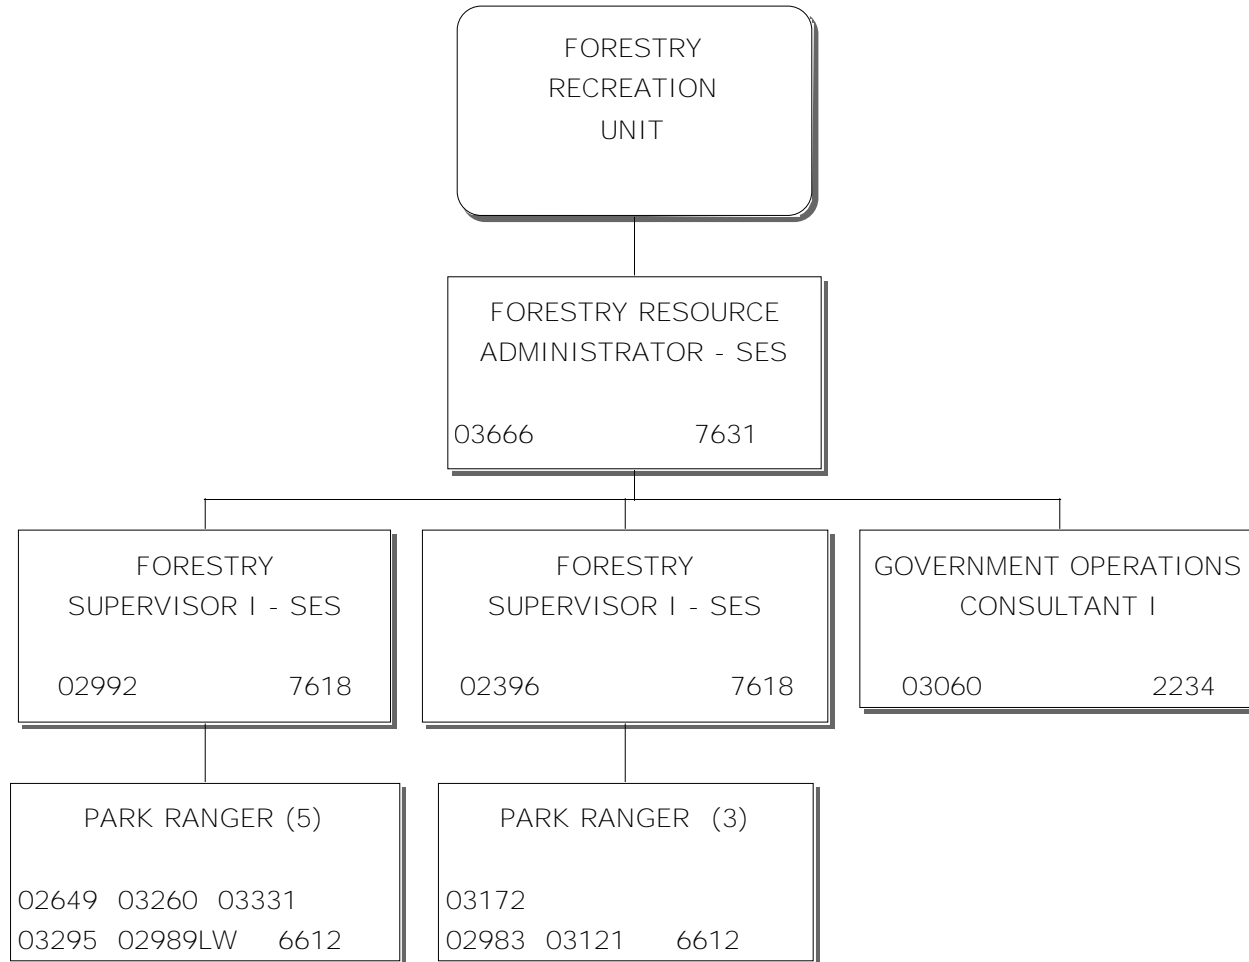 FORESTRY
RECREATION
UNIT
FORESTRY RESOURCE
ADMINISTRATOR - SES
03666 7631
FORESTRY
SUPERVISOR I - SES
02992 7618
FORESTRY
SUPERVISOR I - SES
02396 7618
GOVERNMENT OPERATIONS
CONSULTANT I
03060 2234
PARK RANGER (5)
02649 03260 03331
03295 02989LW 6612
PARK RANGER (3)
03172
02983 03121 6612